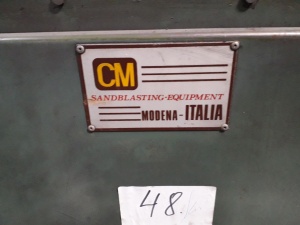 CM
SANDBLASTING-EQUIPMENT
MODENA-ITALIA
48.